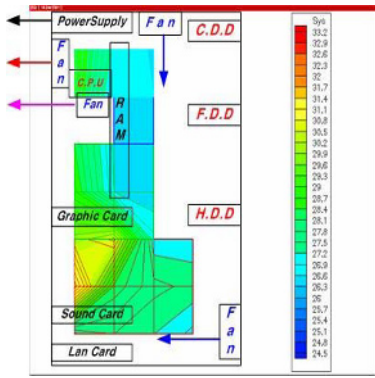 PowerSupply
Fan
C.D.D
Fan
C.P.U
Fan
RAM
F.D.D
Graphic Card
H.D.D
Sound Card
Fan
Lan Card
Sys
33.2
32.9
32.6
32.3
32
31.7
31.4
31.1
30.8
30.5
30.2
29.9
29.6
29.3
29
28.7
28.4
28.1
27.8
27.5
27.2
26.9
26.6
26.3
26
25.7
25.4
25.1
24.8
24.5